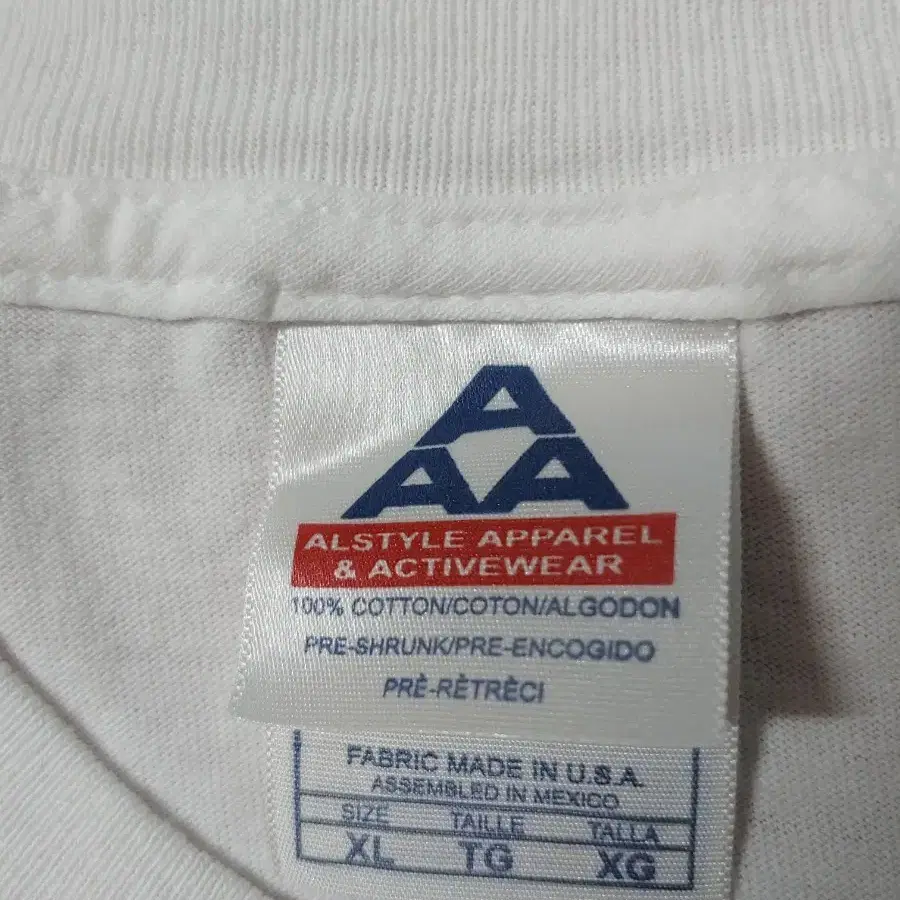 A
AA
ALSTYLE APPAREL
& ACTIVEWEAR
100% COTTON/COTON/ALGODON
PRE-SHRUNK/PRE-ENCOGIDO
PRÈ-RÈTRÈCI
FABRIC MADE IN U.S.A.
ASSEMBLED IN MEXICO
SIZE TAILLE TALLA
XL TG XG